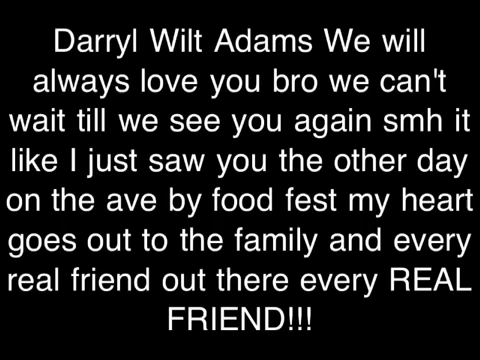 Darryl Wilt Adams We will
always love you bro we can't
wait till we see you again smh it
like I just saw you the other day
on the ave by food fest my heart
goes out to the family and every
real friend out there every REAL
FRIEND!!!